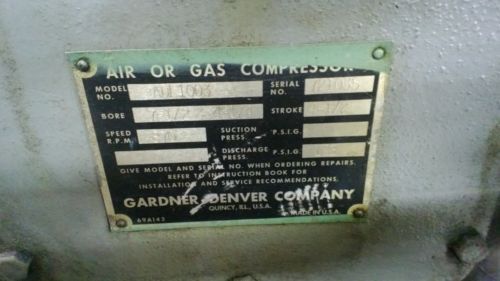 AIR OR GAS COMPRESSOR
MODEL NO. SERIAL NO.
BORE STROKE
SPEED R.P.M. SUCTION PRESS. P.S.I.G.
DISCHARGE PRESS. P.S.I.G.
GIVE MODEL AND SERIAL NO. WHEN ORDERING REPAIRS.
REFER TO INSTRUCTION BOOK FOR
INSTALLATION AND SERVICE RECOMMENDATIONS.
GARDNER-DENVER COMPANY
QUINCY, ILL., U.S.A.
69A143 MADE IN U.S.A.